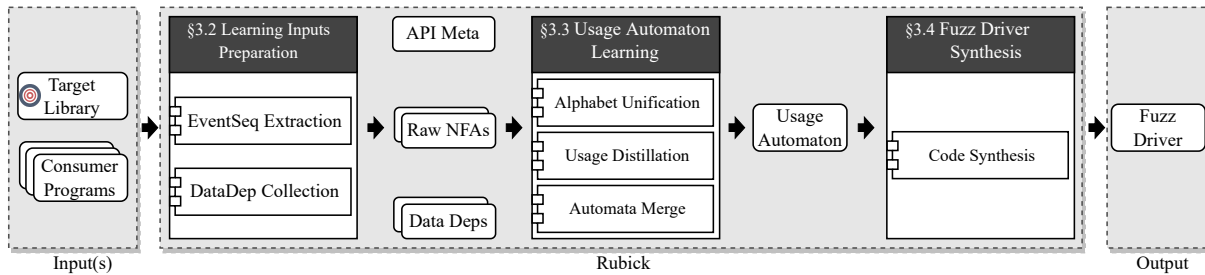 Target
Library
Consumer
Programs
Input(s)
§3.2 Learning Inputs
Preparation
EventSeq Extraction
DataDep Collection
API Meta
Raw NFAs
Data Deps
§3.3 Usage Automaton
Learning
Alphabet Unification
Usage Distillation
Automata Merge
Usage
Automaton
§3.4 Fuzz Driver
Synthesis
Code Synthesis
Rubick
Fuzz
Driver
Output